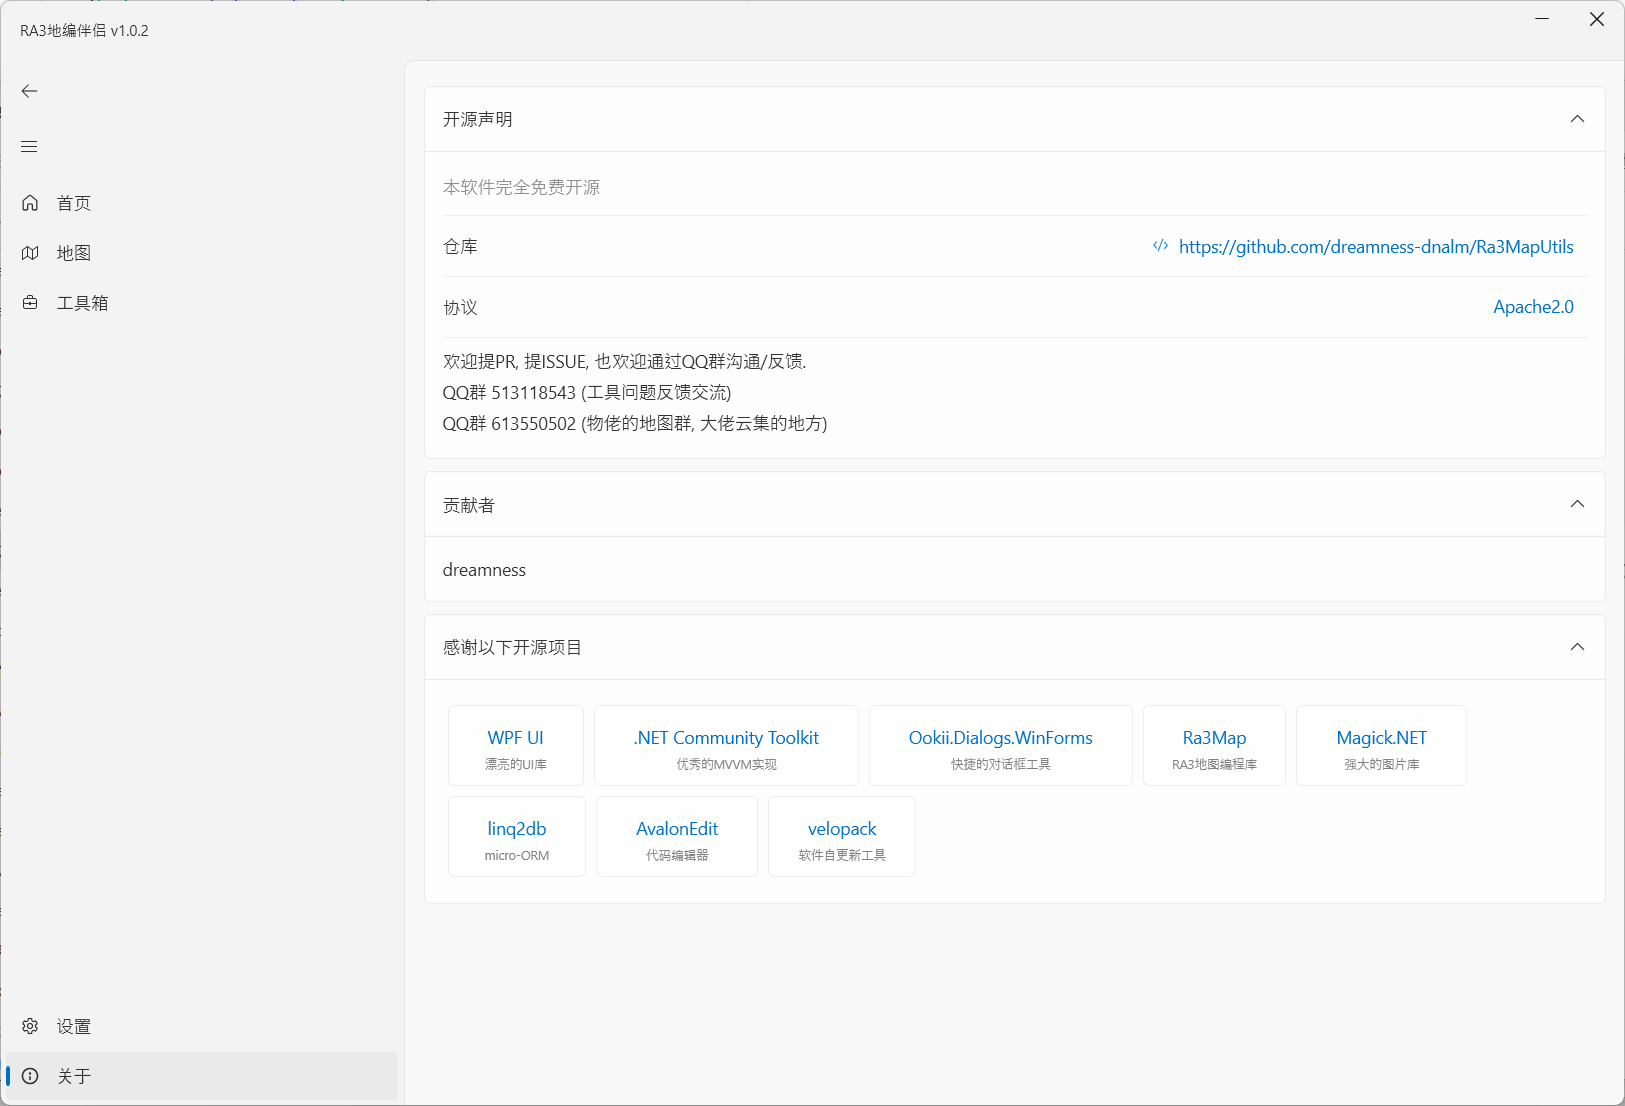 RA3地编伴侣 v1.0.2
首页
地图
工具箱
设置
关于
开源声明
本软件完全免费开源
仓库
https://github.com/dreamness-dnalm/Ra3MapUtils
协议
Apache2.0
欢迎提PR, 提ISSUE, 也欢迎通过QQ群沟通/反馈.
QQ群 513118543 (工具问题反馈交流)
QQ群 613550502 (物佬的地图群, 大佬云集的地方)
贡献者
dreamness
感谢以下开源项目
WPF UI
漂亮的UI库
.NET Community Toolkit
优秀的MVVM实现
Ookii.Dialogs.WinForms
快捷的对话框工具
Ra3Map
RA3地图编程库
Magick.NET
强大的图片库
linq2db
micro-ORM
AvalonEdit
代码编辑器
velopack
软件自更新工具